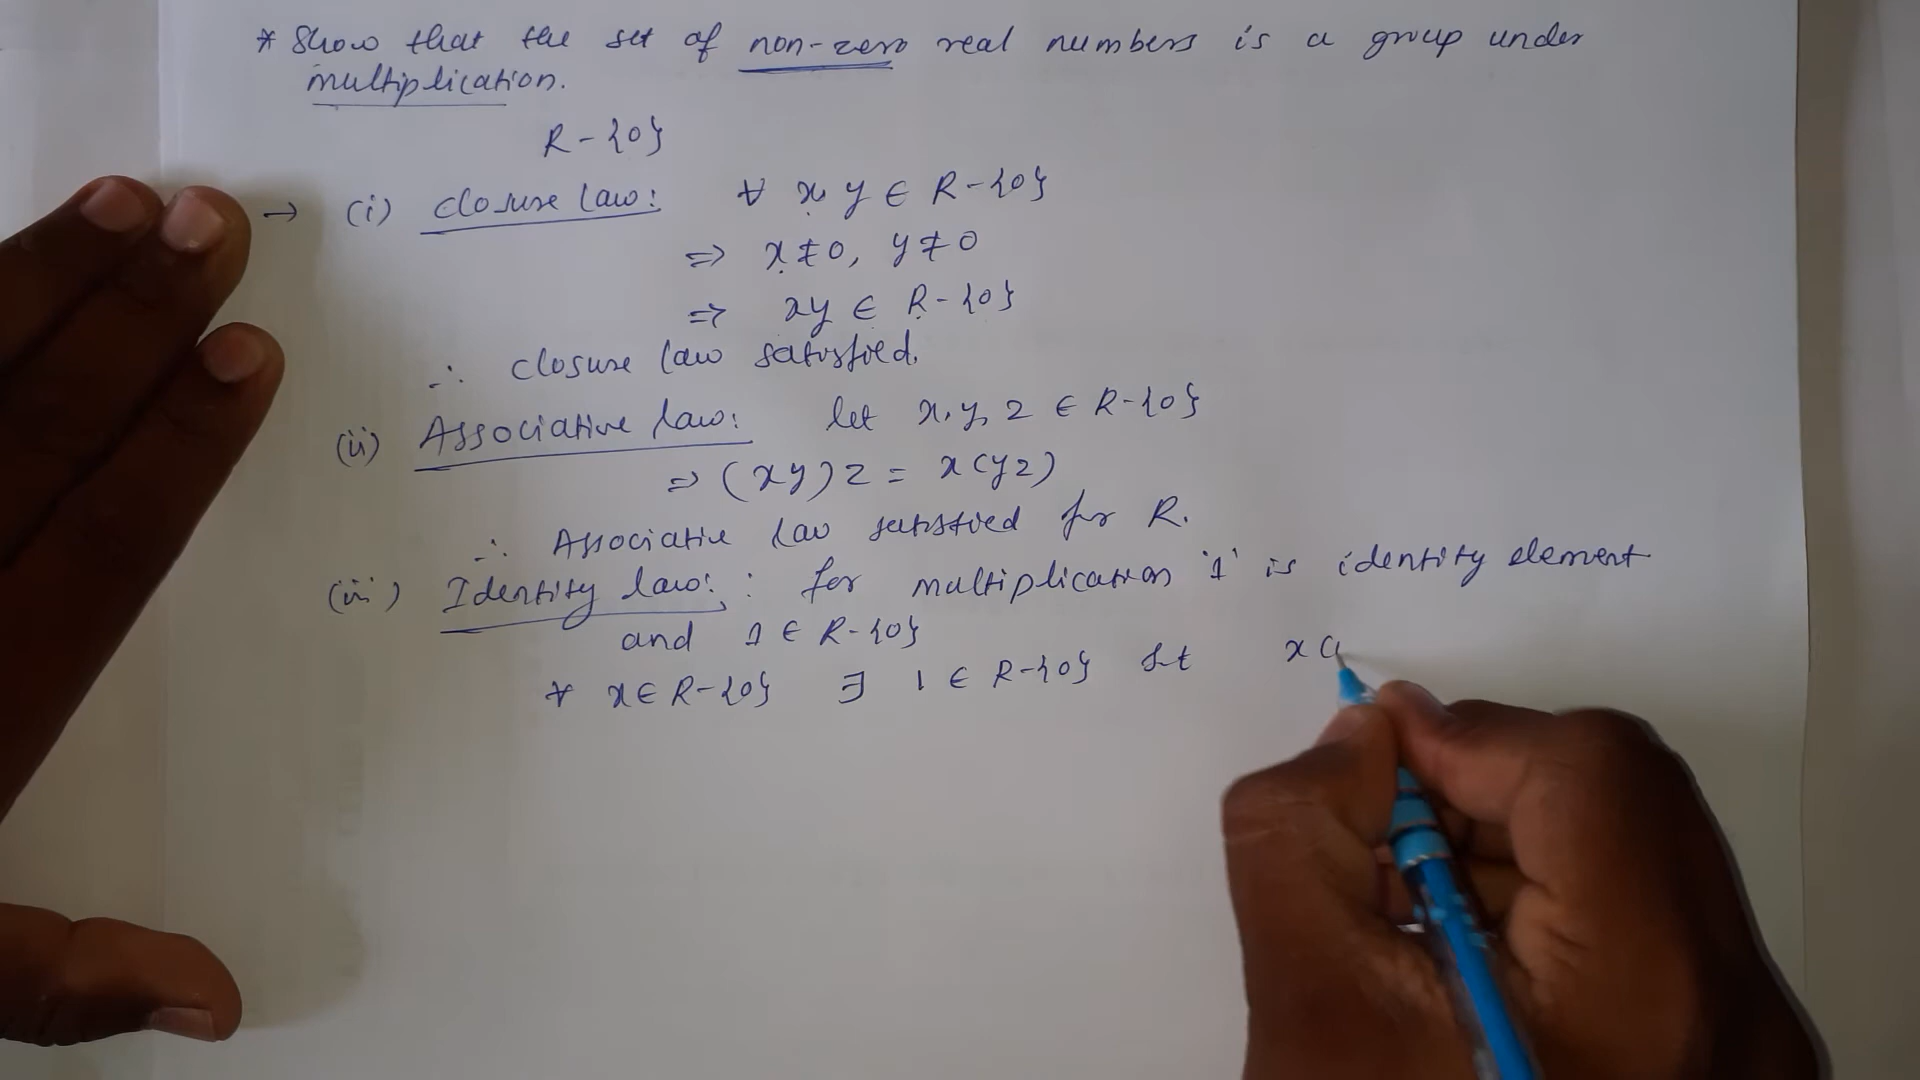 * Show that the set of non-zero real numbers is a group under
multiplication.
R-{0}
→ (i) closure law: ∀ x, y ∈ R-{0}
⇒ x≠0, y≠0
⇒ xy ∈ R-{0}
∴ closure law satisfied.
(ii) Associative law: let x, y, z ∈ R-{0}
⇒ (xy)z = x(yz)
∴ Associative law satisfied for R.
(iii) Identity law: : for multiplication '1' is identity element
and 1 ∈ R-{0}
∀ x∈R-{0} ∃ 1 ∈ R-{0} s.t x(